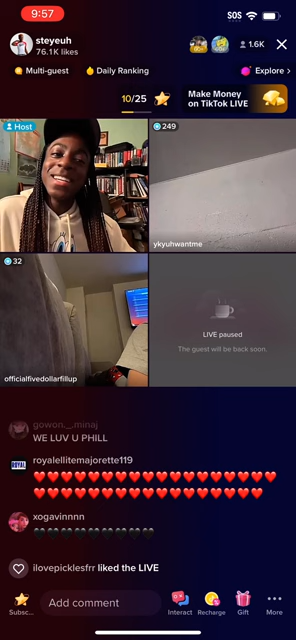 9:57
SOS
steyeuh
76.1K likes
1.6K
Multi-guest
Daily Ranking
Explore >
10/25
Make Money
on TikTok LIVE
Host
249
ykyuhwantme
32
officialfivedollarfillup
LIVE paused
The guest will be back soon.
gowon._.minaj
WE LUV U PHILL
ROYAL
royalellitemajorette119
xogavinnnn
ilovepicklesfrr liked the LIVE
Subsc...
Add comment
Interact
Recharge
Gift
More